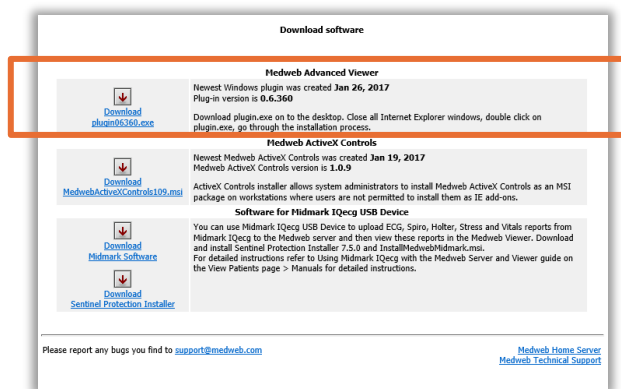 Download software
Medweb Advanced Viewer
Download
plugin06360.exe
Newest Windows plugin was created Jan 26, 2017
Plug-in version is 0.6.360
Download plugin.exe on to the desktop. Close all Internet Explorer windows, double click on
plugin.exe, go through the installation process.
Medweb ActiveX Controls
Download
MedwebActiveXControls109.msi
Newest Medweb ActiveX Controls was created Jan 19, 2017
Medweb ActiveX Controls version is 1.0.9
ActiveX Controls installer allows system administrators to install Medweb ActiveX Controls as an MSI
package on workstations where users are not permitted to install them as IE add-ons.
Software for Midmark IQecg USB Device
Download
Midmark Software
Download
Sentinel Protection Installer
You can use Midmark IQecg USB Device to upload ECG, Spiro, Holter, Stress and Vitals reports from
Midmark IQecg to the Medweb server and then view these reports in the Medweb Viewer. Download
and install Sentinel Protection Installer 7.5.0 and InstallMedwebMidmark.msi.
For detailed instructions refer to Using Midmark IQecg with the Medweb Server and Viewer guide on
the View Patients page > Manuals for detailed instructions.
Please report any bugs you find to support@medweb.com
Medweb Home Server
Medweb Technical Support